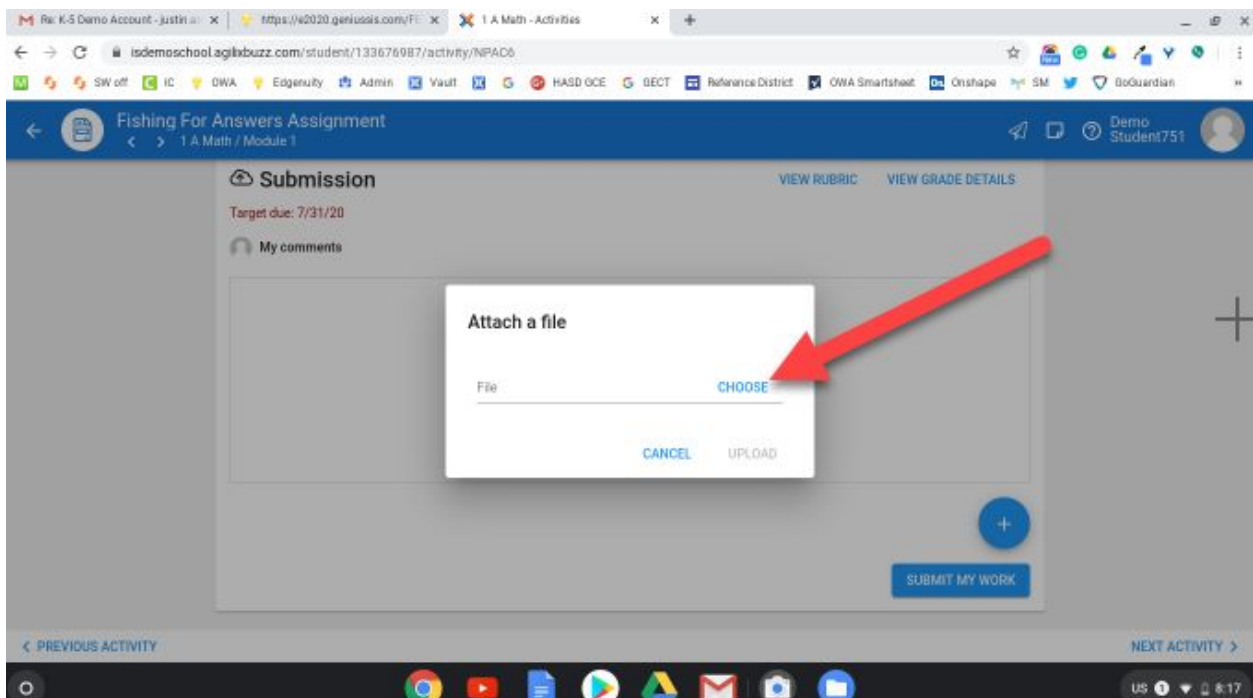 Re: K-5 Demo Account - justin.a
https://e2020.geniussis.com/FE
1 A Math - Activities
isdemoschool.agilixbuzz.com/student/133676987/activity/NPAC6
SW off IC OWA Edgenuity Admin Vault HASD GCE GECT Reference District OWA Smartsheet Onshape SM GoGuardian
Fishing For Answers Assignment
1 A Math / Module 1
Demo
Student751
Submission VIEW RUBRIC VIEW GRADE DETAILS
Target due: 7/31/20
My comments
Attach a file
File CHOOSE
CANCEL UPLOAD
SUBMIT MY WORK
PREVIOUS ACTIVITY NEXT ACTIVITY
US 1 8:17